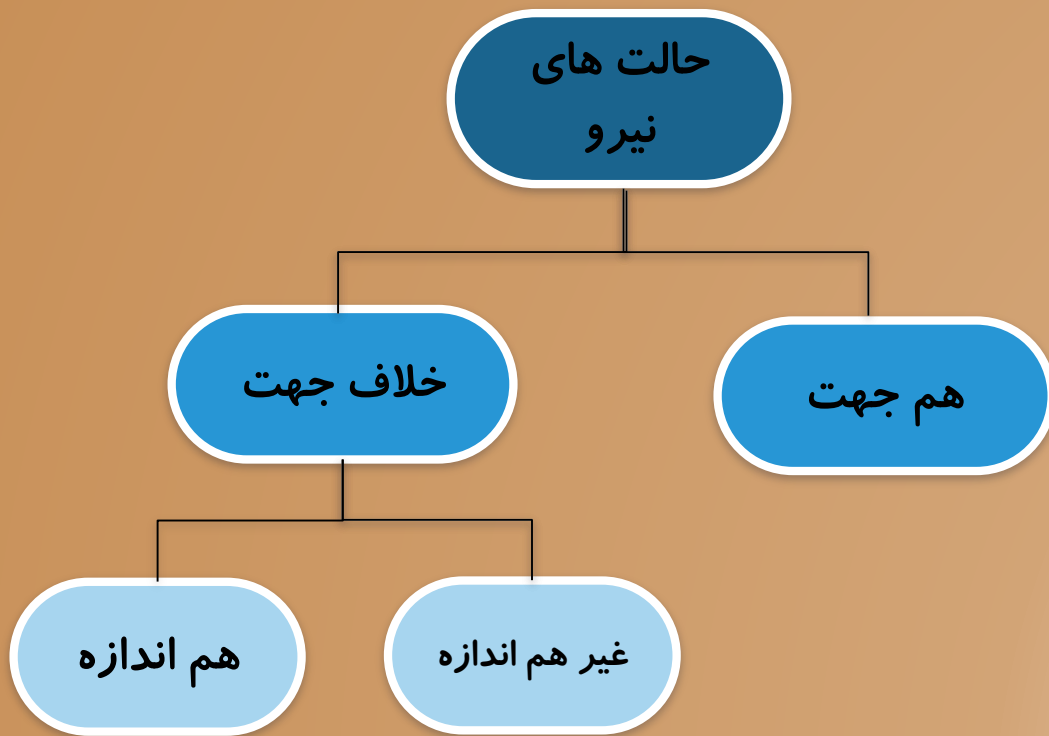 حالت های
نیرو
هم جهت
خلاف جهت
غیر هم اندازه
هم اندازه